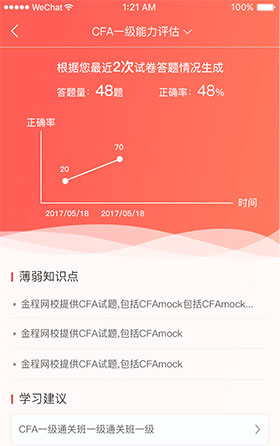 WeChat 1:21 AM 100%
CFA一级能力评估
根据您最近2次试卷答题情况生成
答题量：48题 正确率：48%
正确率
70
20
时间
2017/05/18 2017/05/18
薄弱知识点
金程网校提供CFA试题,包括CFAmock包括CFAmock...
金程网校提供CFA试题,包括CFAmock
金程网校提供CFA试题,包括CFAmock
学习建议
CFA一级通关班一级通关班一级